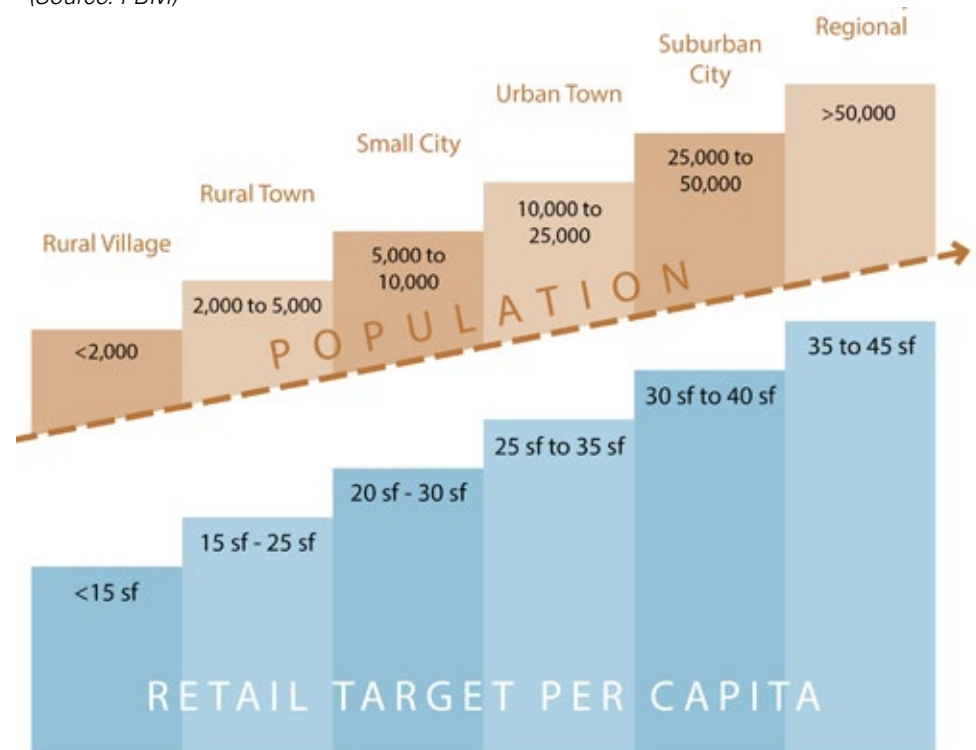 Regional
Suburban
City
Urban Town
Small City
Rural Town
Rural Village
>50,000
25,000 to
50,000
10,000 to
25,000
5,000 to
10,000
2,000 to 5,000
<2,000
POPULATION
35 to 45 sf
30 sf to 40 sf
25 sf to 35 sf
20 sf - 30 sf
15 sf - 25 sf
<15 sf
RETAIL TARGET PER CAPITA